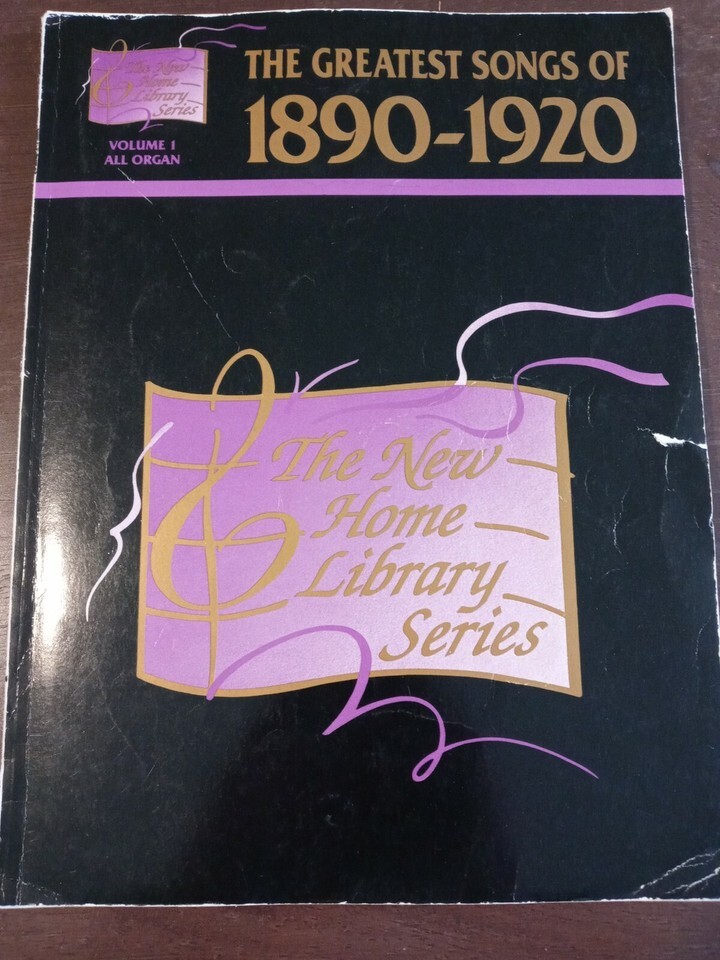 The New
Home
Library
Series
VOLUME 1
ALL ORGAN
THE GREATEST SONGS OF
1890-1920
The New
Home
Library
Series